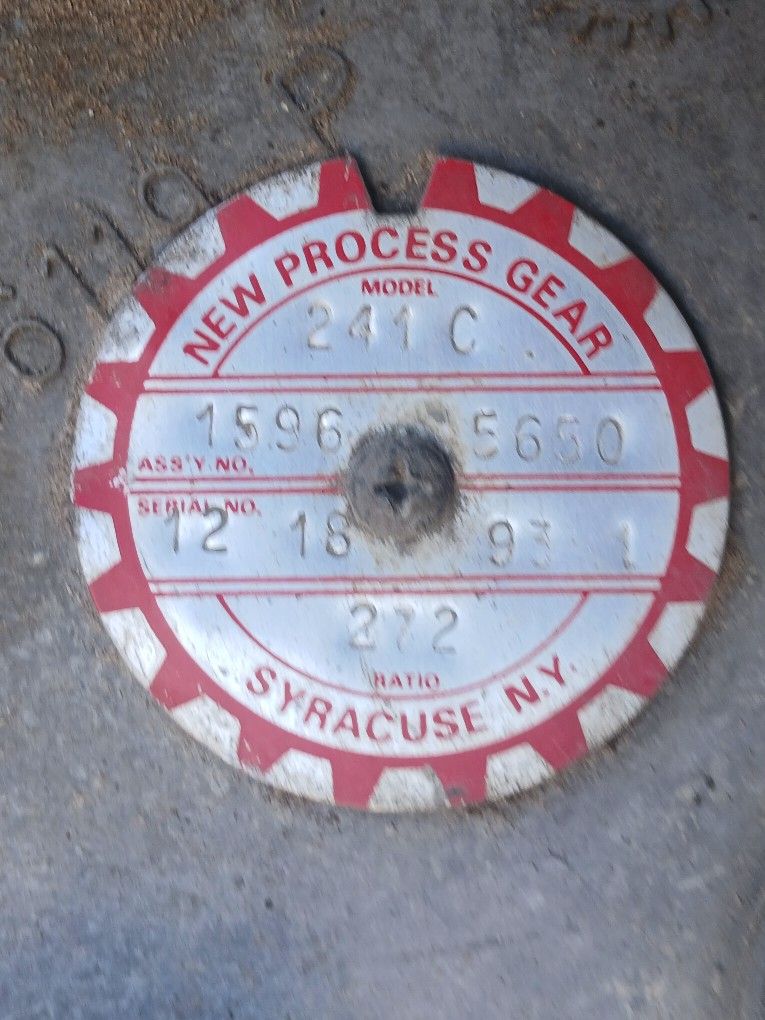 NEW PROCESS GEAR
MODEL
241 C
1596 5650
ASS'Y. NO.
SERIAL NO.
12 18 93 1
272
RATIO
SYRACUSE N.Y.